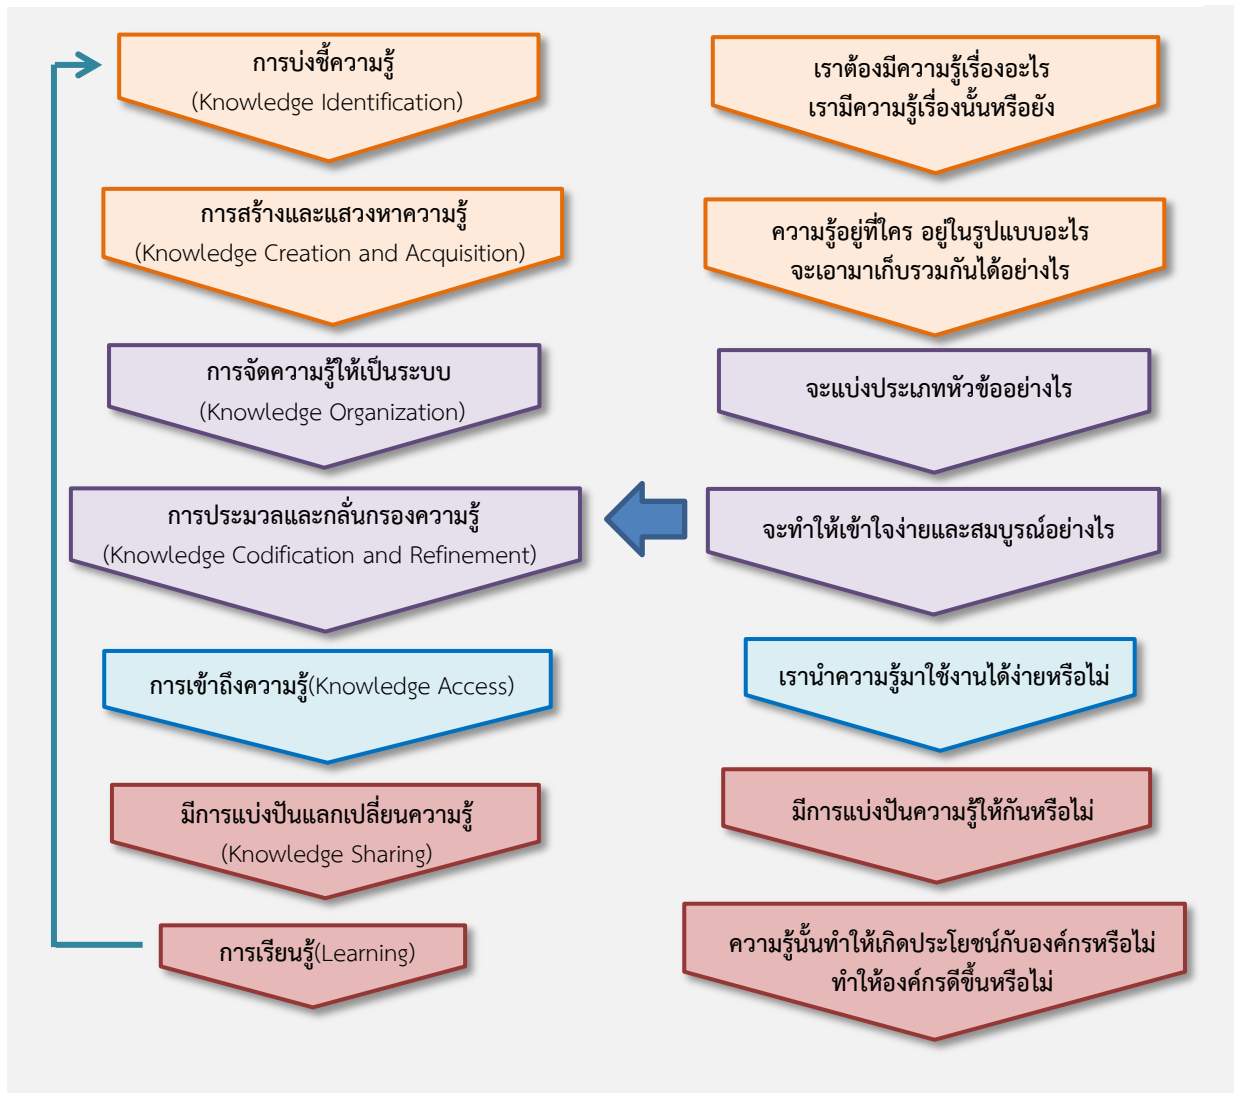 การบ่งชี้ความรู้
(Knowledge Identification)
เราต้องมีความรู้เรื่องอะไร
เรามีความรู้เรื่องนั้นหรือยัง
การสร้างและแสวงหาความรู้
(Knowledge Creation and Acquisition)
ความรู้อยู่ที่ใคร อยู่ในรูปแบบอะไร
จะเอามาเก็บรวมกันได้อย่างไร
การจัดความรู้ให้เป็นระบบ
(Knowledge Organization)
จะแบ่งประเภทหัวข้ออย่างไร
การประมวลและกลั่นกรองความรู้
(Knowledge Codification and Refinement)
จะทำให้เข้าใจง่ายและสมบูรณ์อย่างไร
การเข้าถึงความรู้(Knowledge Access)
เรานำความรู้มาใช้งานได้ง่ายหรือไม่
มีการแบ่งปันแลกเปลี่ยนความรู้
(Knowledge Sharing)
มีการแบ่งปันความรู้ให้กันหรือไม่
การเรียนรู้(Learning)
ความรู้นั้นทำให้เกิดประโยชน์กับองค์กรหรือไม่
ทำให้องค์กรดีขึ้นหรือไม่